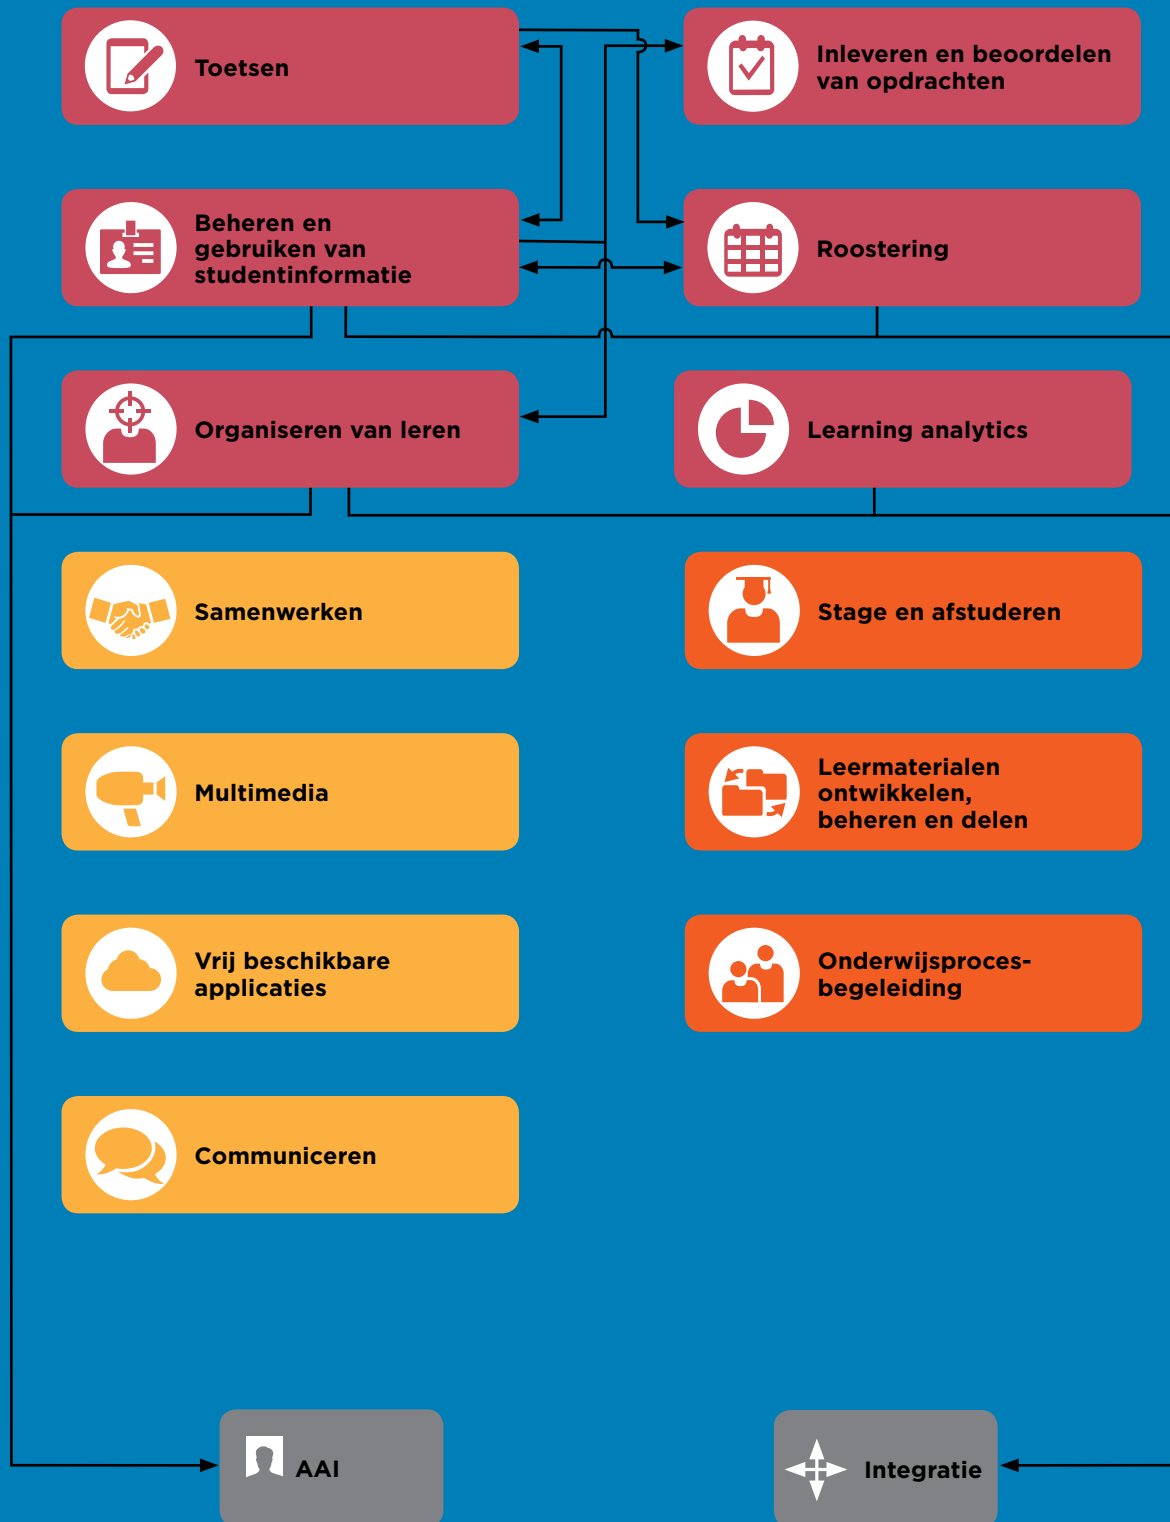 Toetsen
Inleveren en beoordelen
van opdrachten
Beheren en
gebruiken van
studentinformatie
Roostering
Organiseren van leren
Learning analytics
Samenwerken
Stage en afstuderen
Multimedia
Leermaterialen
ontwikkelen,
beheren en delen
Vrij beschikbare
applicaties
Onderwijsproces-
begeleiding
Communiceren
AAI
Integratie